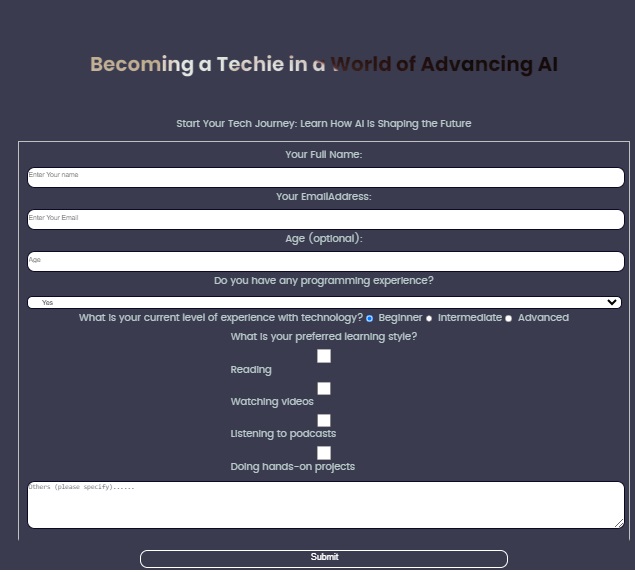 Becoming a Techie in a World of Advancing AI
Start Your Tech Journey: Learn How AI Is Shaping the Future
Your Full Name:
Enter Your name
Your EmailAddress:
Enter Your Email
Age (optional):
Age
Do you have any programming experience?
Yes
What is your current level of experience with technology? Beginner Intermediate Advanced
What is your preferred learning style?
Reading
Watching videos
Listening to podcasts
Doing hands-on projects
Others (please specify)......
Submit